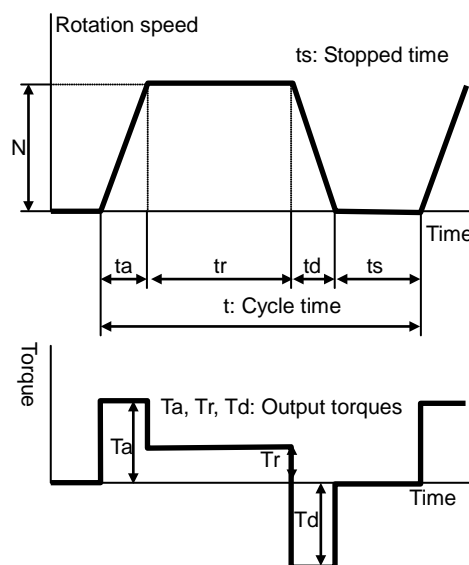 Rotation speed
ts: Stopped time
N
Time
ta tr td ts
t: Cycle time
Torque
Ta, Tr, Td: Output torques
Ta
Tr
Time
Td